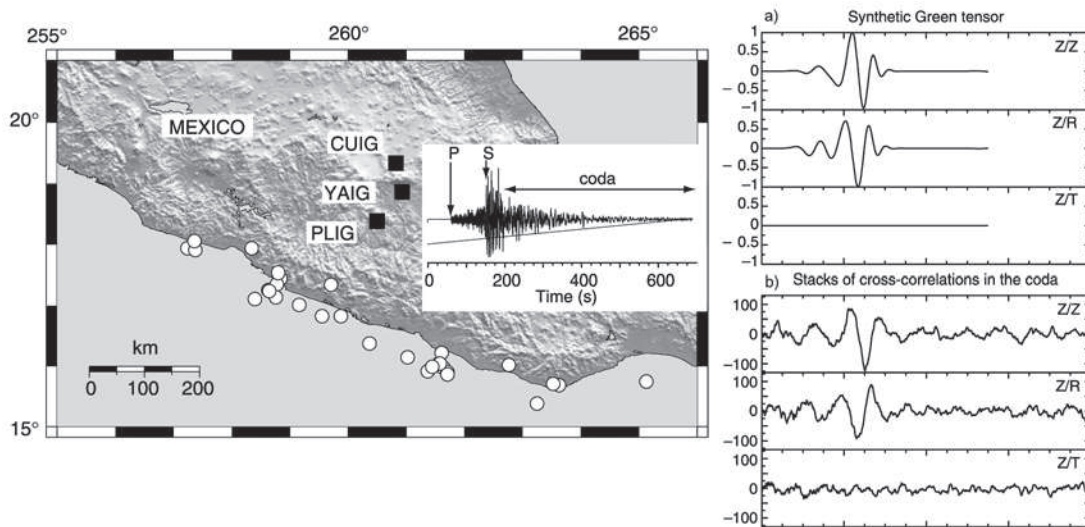 255°
260°
265°
20°
15°
MEXICO
CUIG
YAIG
PLIG
P
S
coda
0
200
400
600
Time (s)
km
0
100
200
a)
Synthetic Green tensor
1
0.5
0
−0.5
−1
Z/Z
0.5
0
−0.5
1
Z/R
0.5
0
−0.5
−1
Z/T
b)
Stacks of cross-correlations in the coda
100
0
−100
Z/Z
100
0
−100
Z/R
100
0
−100
Z/T